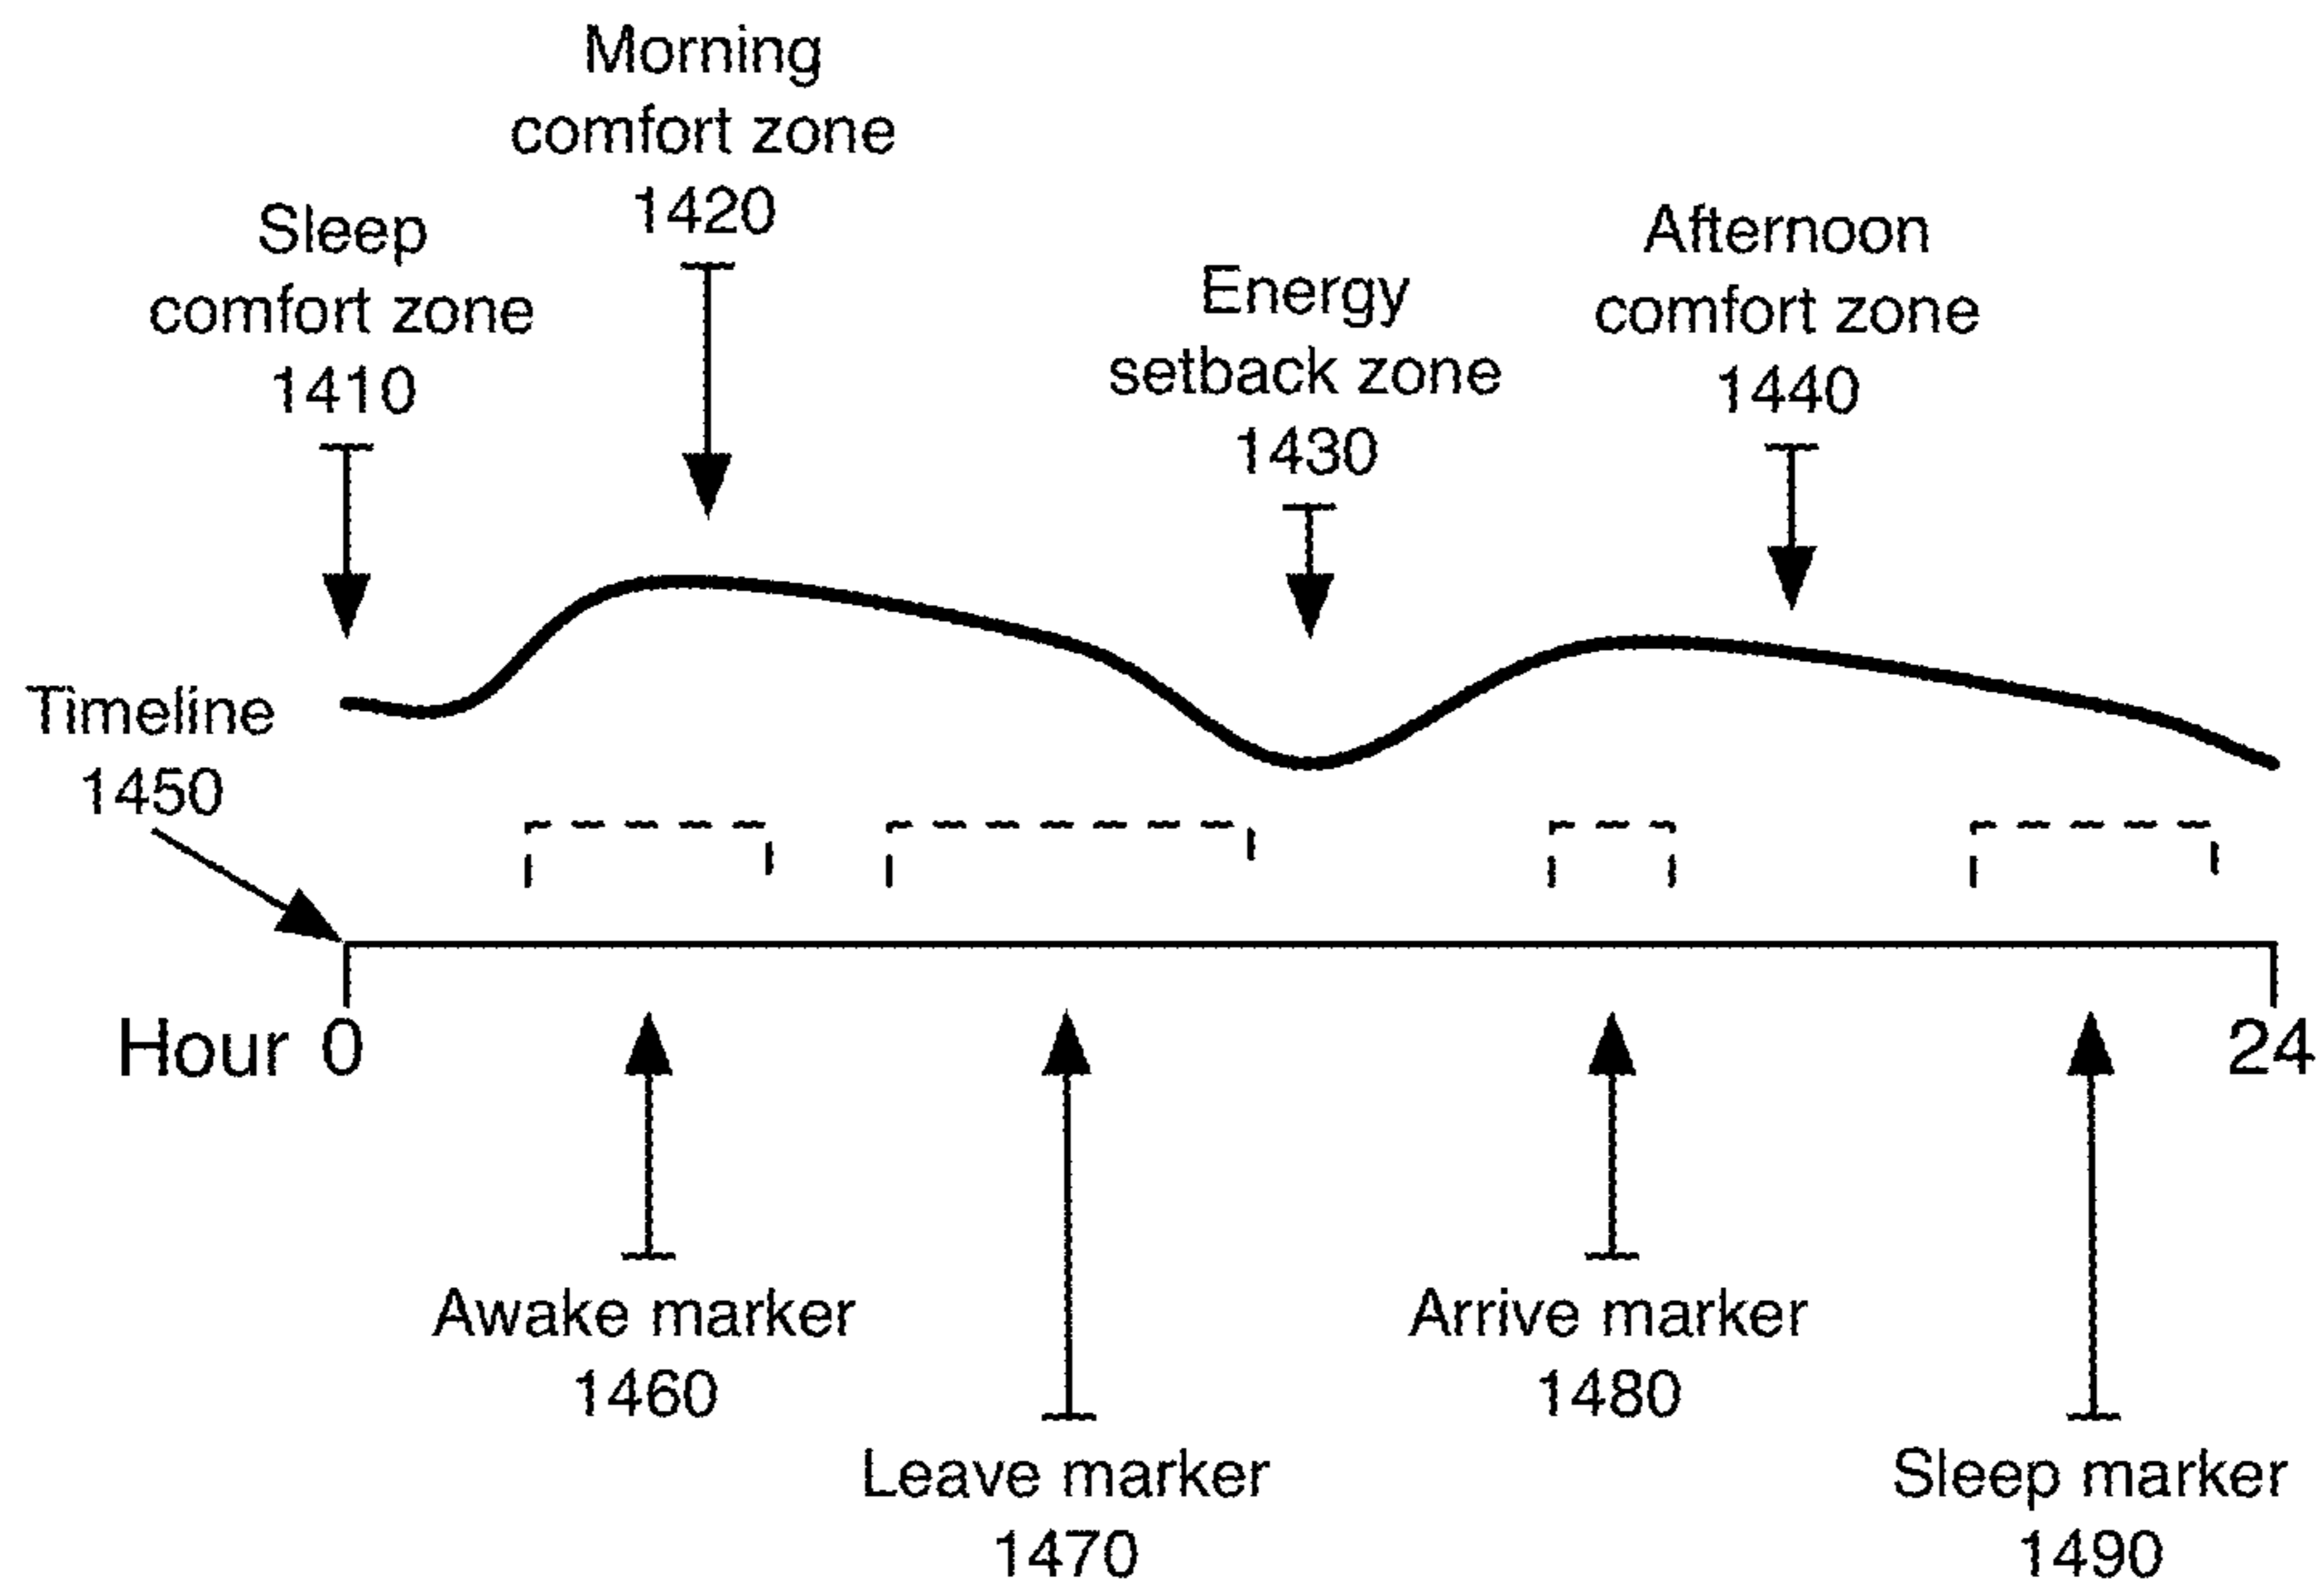 Morning
comfort zone
1420
Sleep
comfort zone
1410
Energy
setback zone
1430
Afternoon
comfort zone
1440
Timeline
1450
Hour 0
24
Awake marker
1460
Leave marker
1470
Arrive marker
1480
Sleep marker
1490